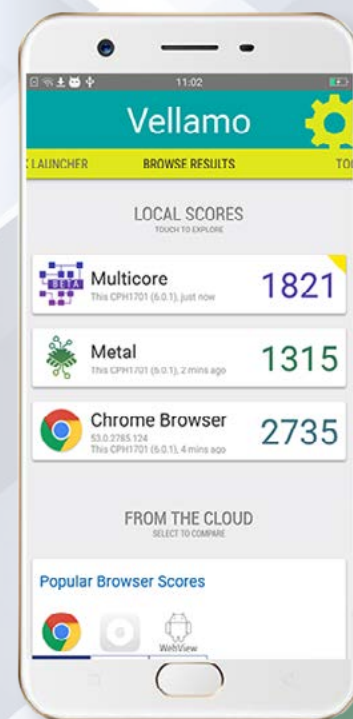 11:02
Vellamo
LAUNCHER BROWSE RESULTS TO
LOCAL SCORES
TOUCH TO EXPLORE
BETA
Multicore 1821
This CPH1701 (6.0.1), just now
Metal 1315
This CPH1701 (6.0.1), 2 mins ago
Chrome Browser 2735
53.0.2785.124
This CPH1701 (6.0.1), 4 mins ago
FROM THE CLOUD
SELECT TO COMPARE
Popular Browser Scores
WebView